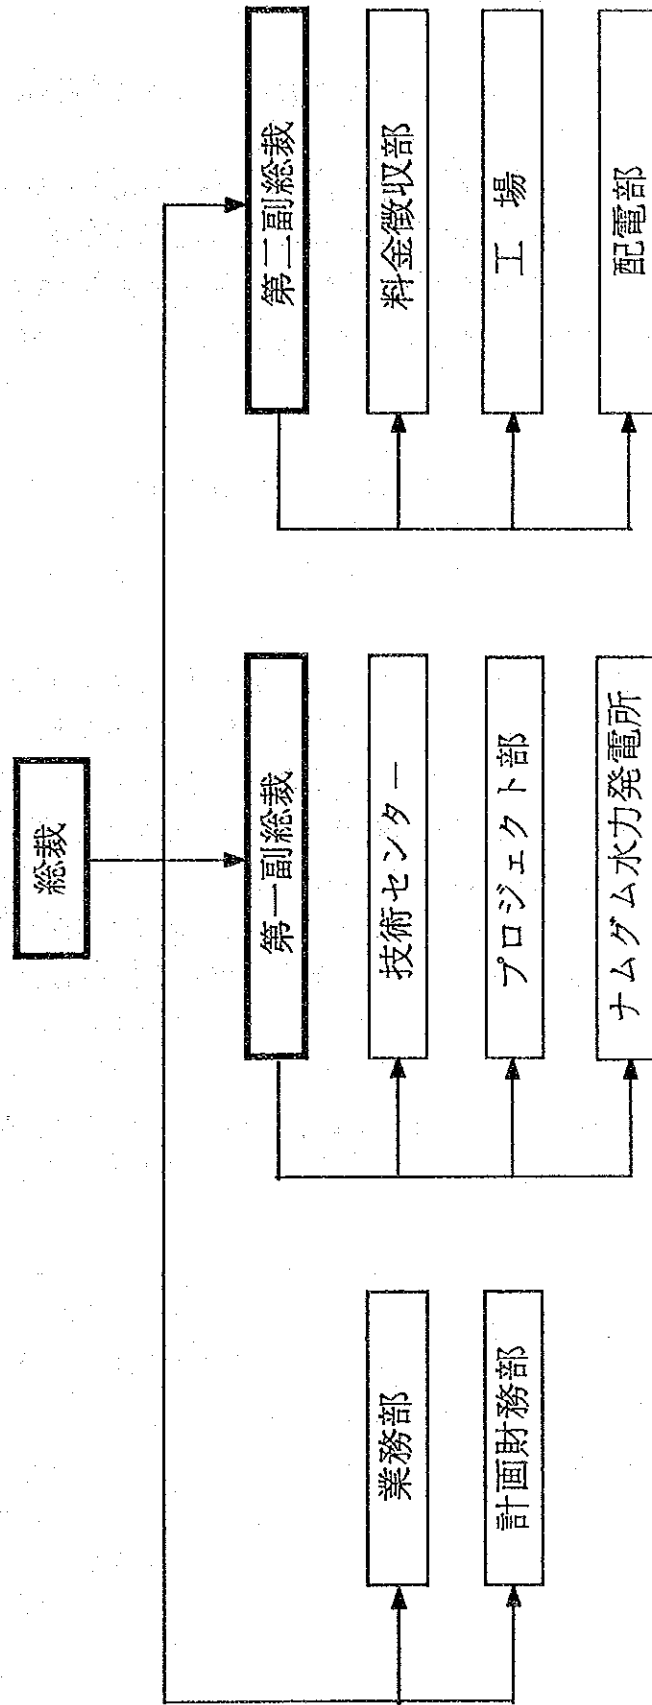 総裁
第一副総裁
第二副総裁
業務部
計画財務部
技術センター
プロジェクト部
ナムグム水力発電所
料金徴収部
工場
配電部